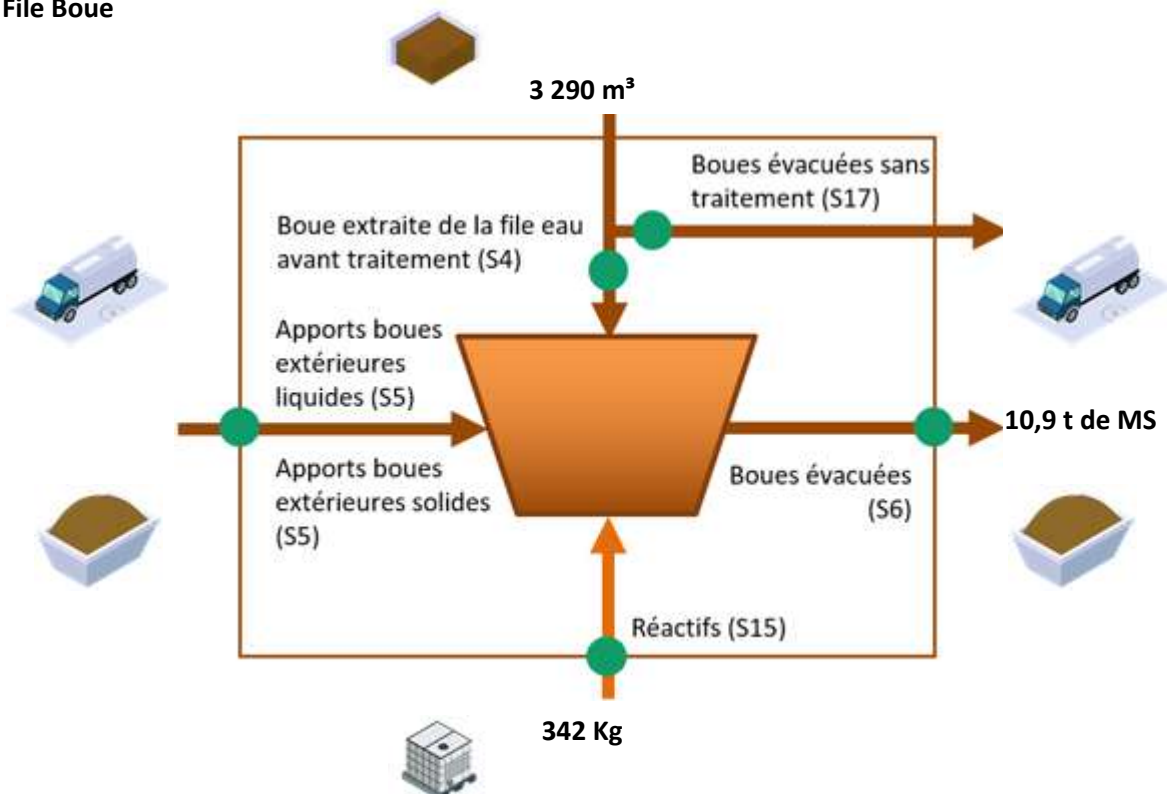 File Boue
3 290 m³
Boues évacuées sans
traitement (S17)
Boue extraite de la file eau
avant traitement (S4)
Apports boues
extérieures
liquides (S5)
10,9 t de MS
Apports boues
extérieures solides
(S5)
Boues évacuées
(S6)
Réactifs (S15)
342 Kg